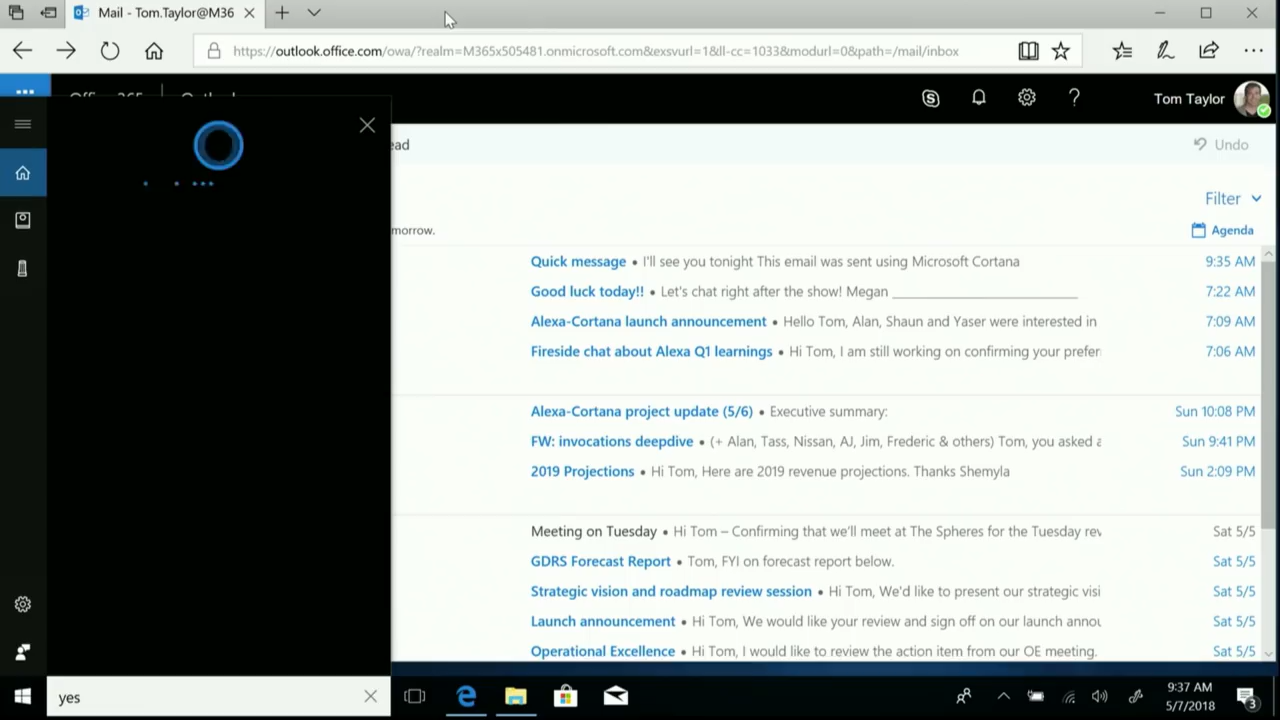 Mail - Tom.Taylor@M36
https://outlook.office.com/owa/?realm=M365x505481.onmicrosoft.com&exsvurl=1&ll-cc=1033&modurl=0&path=/mail/inbox
Tom Taylor
ead
Undo
Filter
morrow.
Agenda
Quick message • I'll see you tonight This email was sent using Microsoft Cortana 9:35 AM
Good luck today!! • Let's chat right after the show! Megan ________________________ 7:22 AM
Alexa-Cortana launch announcement • Hello Tom, Alan, Shaun and Yaser were interested in 7:09 AM
Fireside chat about Alexa Q1 learnings • Hi Tom, I am still working on confirming your prefer 7:06 AM
Alexa-Cortana project update (5/6) • Executive summary: Sun 10:08 PM
FW: invocations deepdive • (+ Alan, Tass, Nissan, AJ, Jim, Frederic & others) Tom, you asked a Sun 9:41 PM
2019 Projections • Hi Tom, Here are 2019 revenue projections. Thanks Shemyla Sun 2:09 PM
Meeting on Tuesday • Hi Tom – Confirming that we'll meet at The Spheres for the Tuesday rev Sat 5/5
GDRS Forecast Report • Tom, FYI on forecast report below. Sat 5/5
Strategic vision and roadmap review session • Hi Tom, We'd like to present our strategic visi Sat 5/5
Launch announcement • Hi Tom, We would like your review and sign off on our launch annou Sat 5/5
Operational Excellence • Hi Tom, I would like to review the action item from our OE meeting. Sat 5/5
yes
9:37 AM
5/7/2018
3